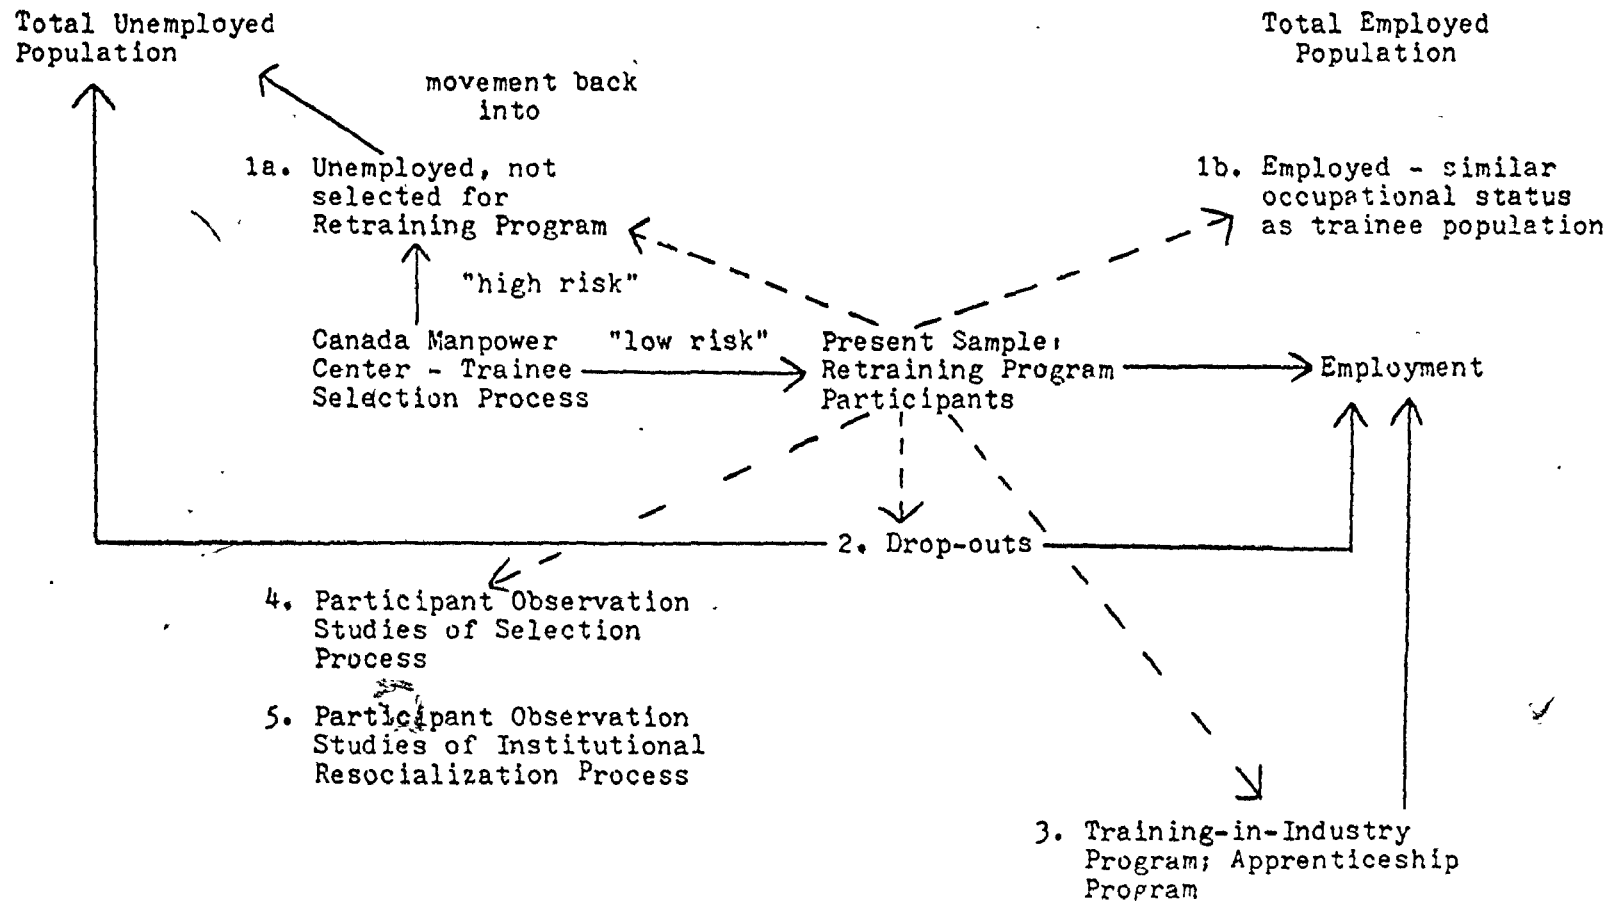 Total Unemployed
Population
Total Employed
Population
movement back
into
1a. Unemployed, not
selected for
Retraining Program
1b. Employed - similar
occupational status
as trainee population
"high risk"
Canada Manpower
Center - Trainee
Selection Process
"low risk"
Present Sample:
Retraining Program
Participants
Employment
2. Drop-outs
4. Participant Observation
Studies of Selection
Process
5. Participant Observation
Studies of Institutional
Resocialization Process
3. Training-in-Industry
Program; Apprenticeship
Program